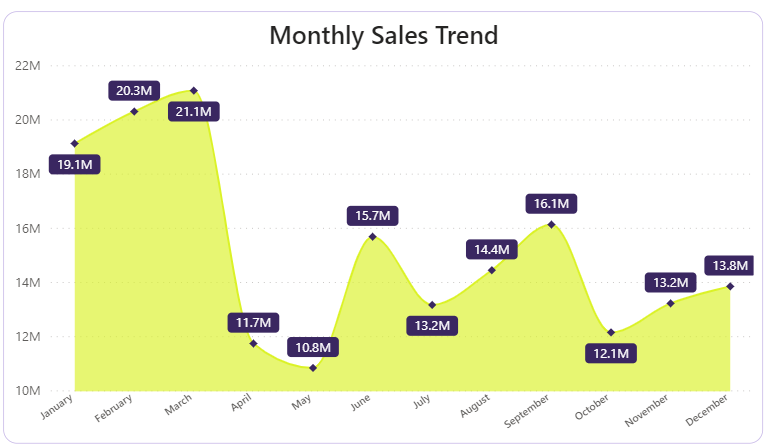 Monthly Sales Trend
22M
20M
18M
16M
14M
12M
10M
19.1M
20.3M
21.1M
11.7M
10.8M
15.7M
13.2M
14.4M
16.1M
12.1M
13.2M
13.8M
January
February
March
April
May
June
July
August
September
October
November
December